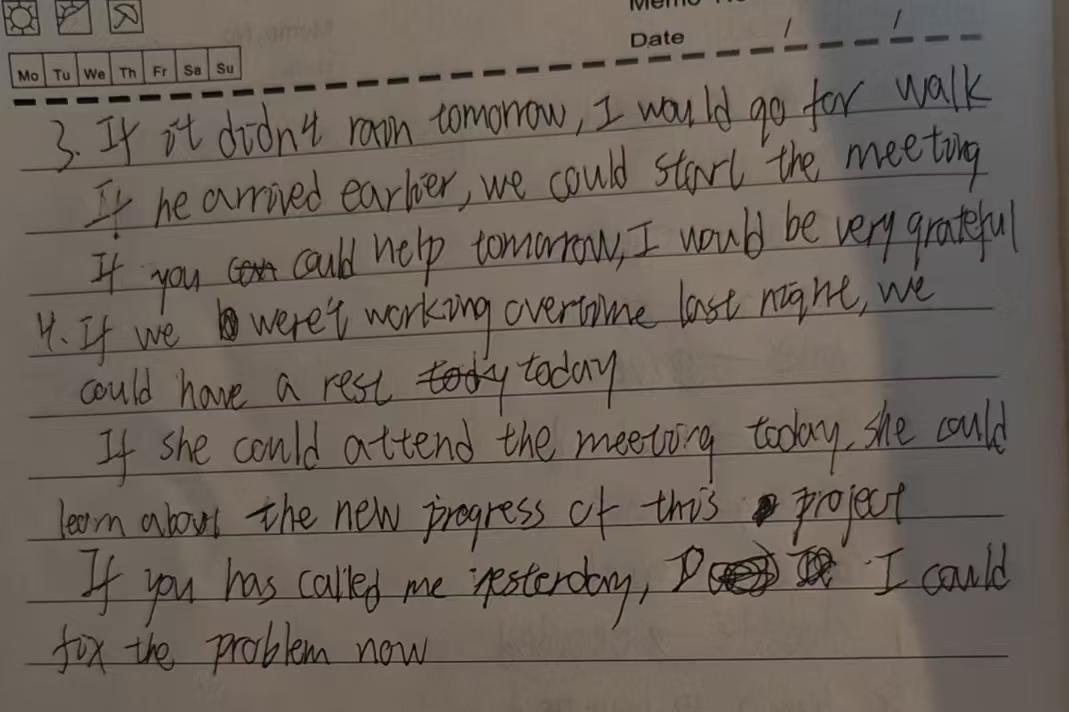 Memo No
Date / /
Mo Tu We Th Fr Sa Su
3. If it didn't rain tomorrow, I would go for walk
If he arrived earlier, we could start the meeting
If you can could help tomorrow, I would be very grateful
4. If we were't working overtime last night, we
could have a rest tody today
If she could attend the meeting today, she could
learn about the new progress of this project
If you has called me yesterday, I could
fix the problem now